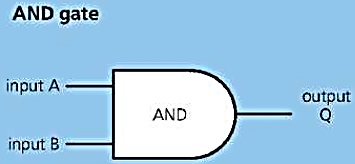 AND gate
input A
AND
output
Q
input B